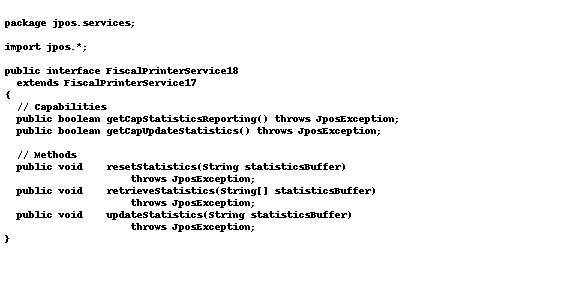 package jpos.services;
import jpos.*;
public interface FiscalPrinterService18
extends FiscalPrinterService17
{
// Capabilities
public boolean getCapStatisticsReporting() throws JposException;
public boolean getCapUpdateStatistics() throws JposException;
// Methods
public void    resetStatistics(String statisticsBuffer)
throws JposException;
public void    retrieveStatistics(String[] statisticsBuffer)
throws JposException;
public void    updateStatistics(String statisticsBuffer)
throws JposException;
}